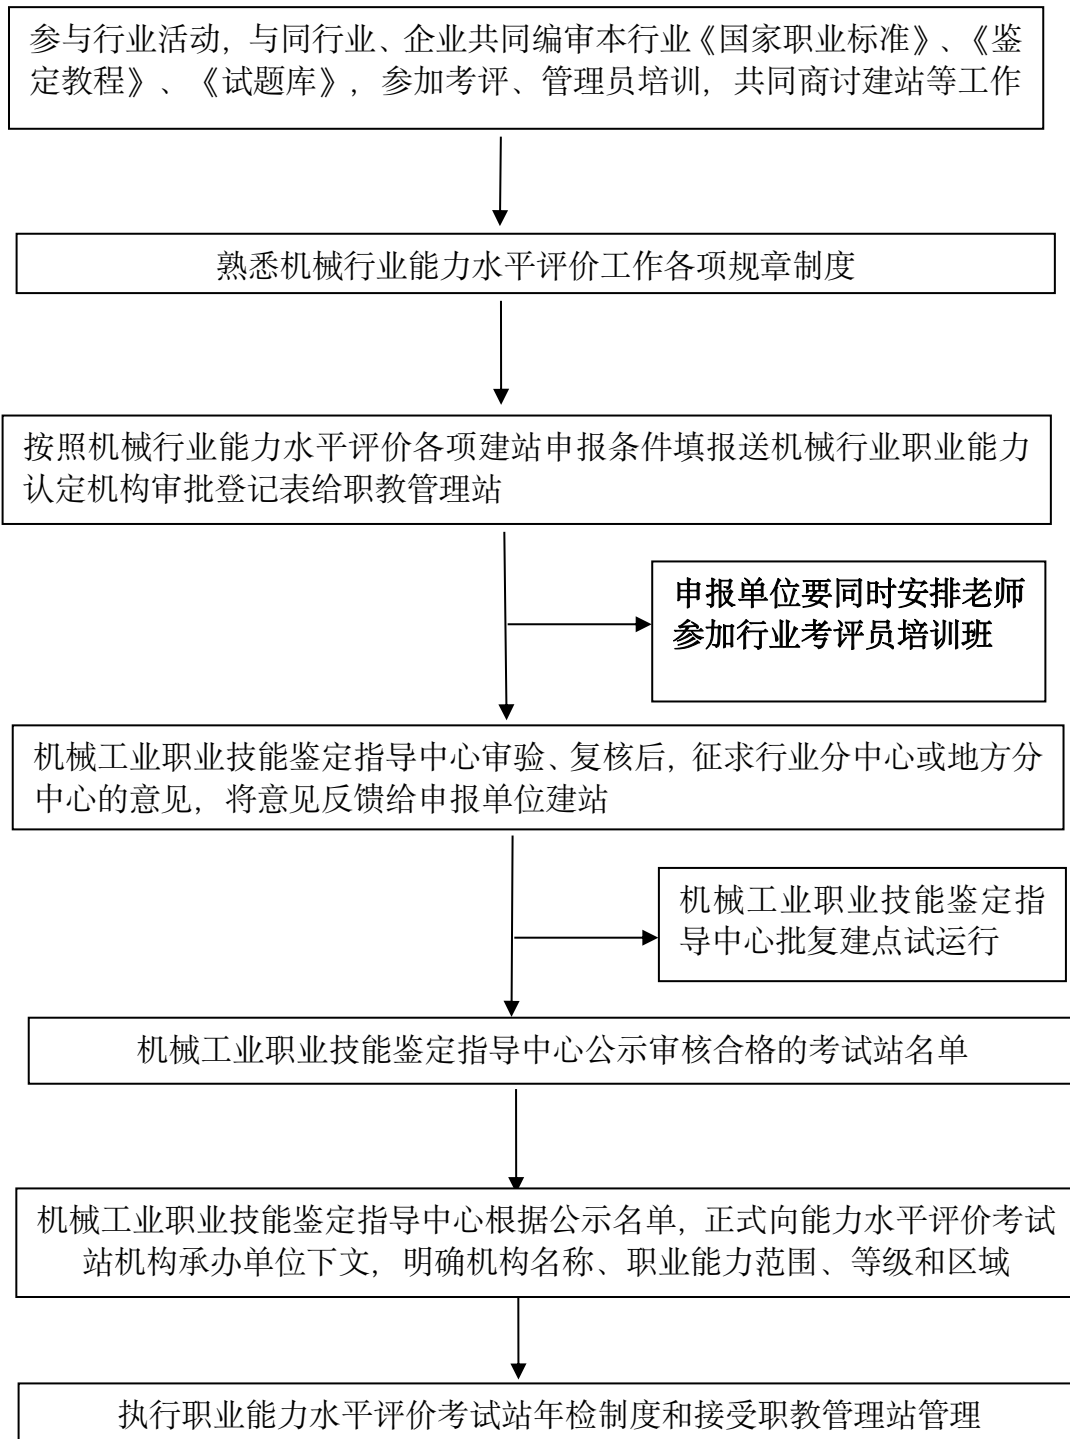 参与行业活动，与同行业、企业共同编审本行业《国家职业标准》、《鉴
定教程》、《试题库》，参加考评、管理员培训，共同商讨建站等工作
熟悉机械行业能力水平评价工作各项规章制度
按照机械行业能力水平评价各项建站申报条件填报送机械行业职业能力
认定机构审批登记表给职教管理站
申报单位要同时安排老师
参加行业考评员培训班
机械工业职业技能鉴定指导中心审验、复核后，征求行业分中心或地方分
中心的意见，将意见反馈给申报单位建站
机械工业职业技能鉴定指
导中心批复建点试运行
机械工业职业技能鉴定指导中心公示审核合格的考试站名单
机械工业职业技能鉴定指导中心根据公示名单，正式向能力水平评价考试
站机构承办单位下文，明确机构名称、职业能力范围、等级和区域
执行职业能力水平评价考试站年检制度和接受职教管理站管理